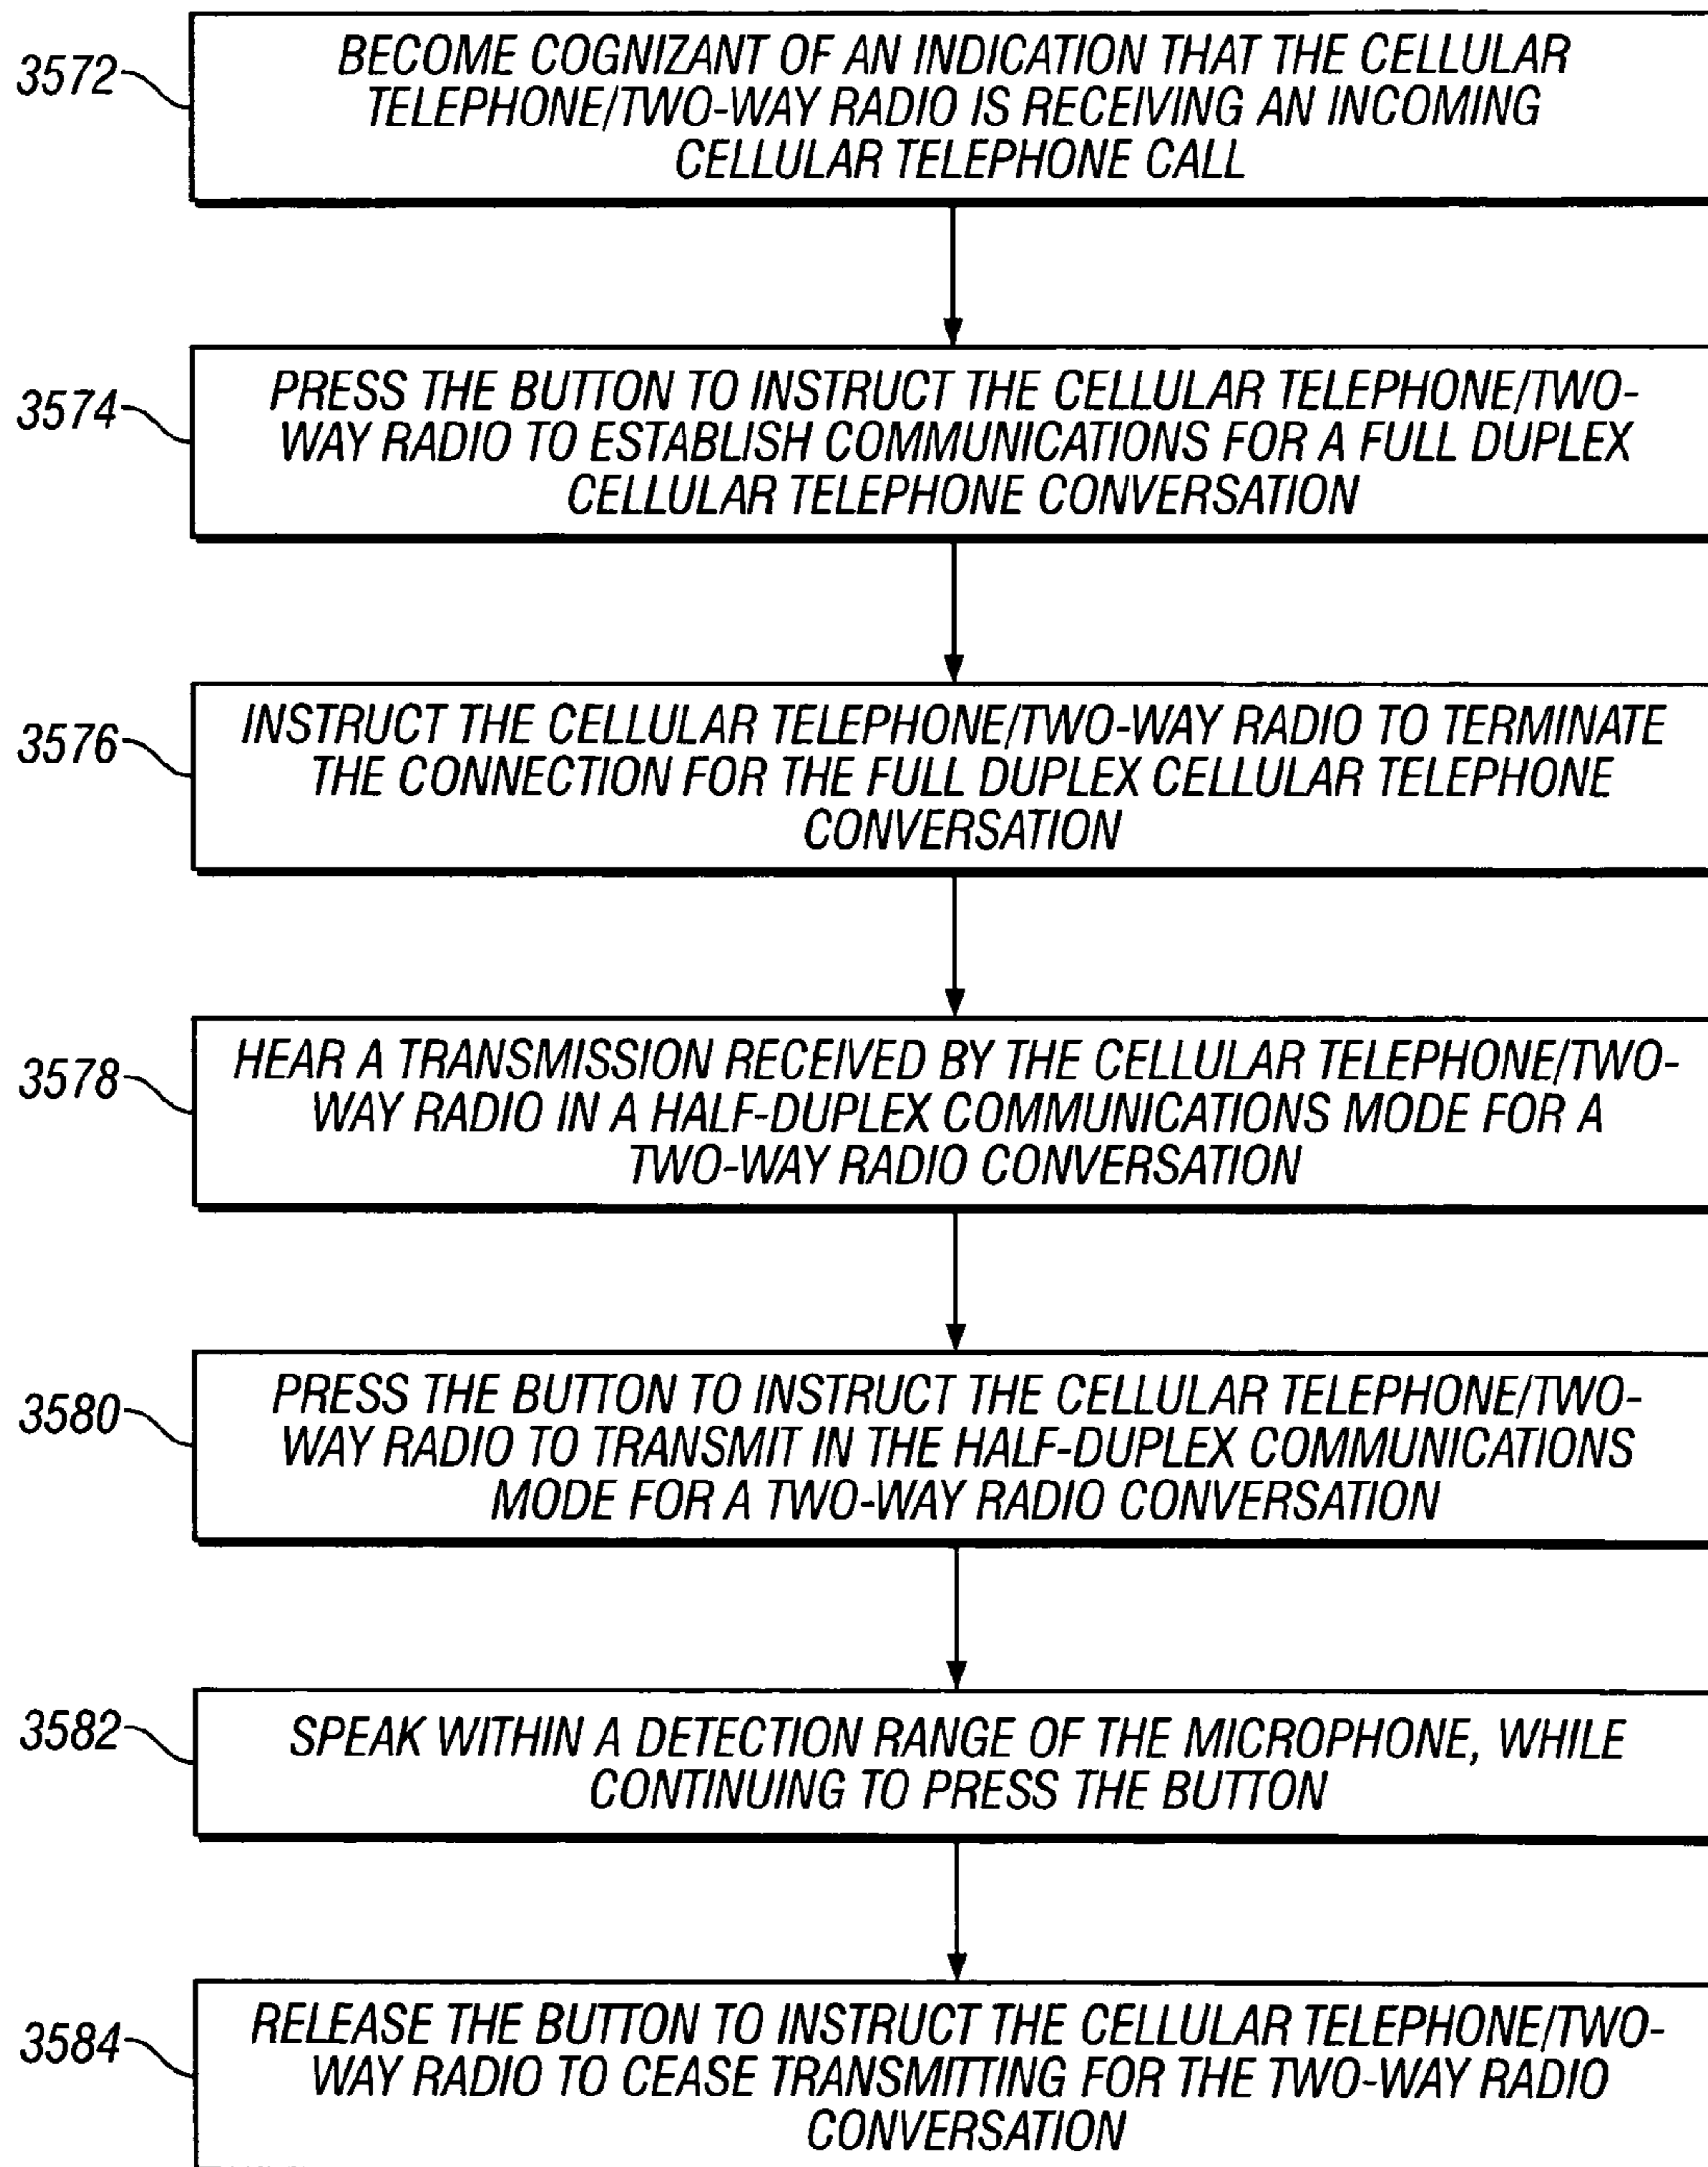 3572
BECOME COGNIZANT OF AN INDICATION THAT THE CELLULAR
TELEPHONE/TWO-WAY RADIO IS RECEIVING AN INCOMING
CELLULAR TELEPHONE CALL
3574
PRESS THE BUTTON TO INSTRUCT THE CELLULAR TELEPHONE/TWO-
WAY RADIO TO ESTABLISH COMMUNICATIONS FOR A FULL DUPLEX
CELLULAR TELEPHONE CONVERSATION
3576
INSTRUCT THE CELLULAR TELEPHONE/TWO-WAY RADIO TO TERMINATE
THE CONNECTION FOR THE FULL DUPLEX CELLULAR TELEPHONE
CONVERSATION
3578
HEAR A TRANSMISSION RECEIVED BY THE CELLULAR TELEPHONE/TWO-
WAY RADIO IN A HALF-DUPLEX COMMUNICATIONS MODE FOR A
TWO-WAY RADIO CONVERSATION
3580
PRESS THE BUTTON TO INSTRUCT THE CELLULAR TELEPHONE/TWO-
WAY RADIO TO TRANSMIT IN THE HALF-DUPLEX COMMUNICATIONS
MODE FOR A TWO-WAY RADIO CONVERSATION
3582
SPEAK WITHIN A DETECTION RANGE OF THE MICROPHONE, WHILE
CONTINUING TO PRESS THE BUTTON
3584
RELEASE THE BUTTON TO INSTRUCT THE CELLULAR TELEPHONE/TWO-
WAY RADIO TO CEASE TRANSMITTING FOR THE TWO-WAY RADIO
CONVERSATION